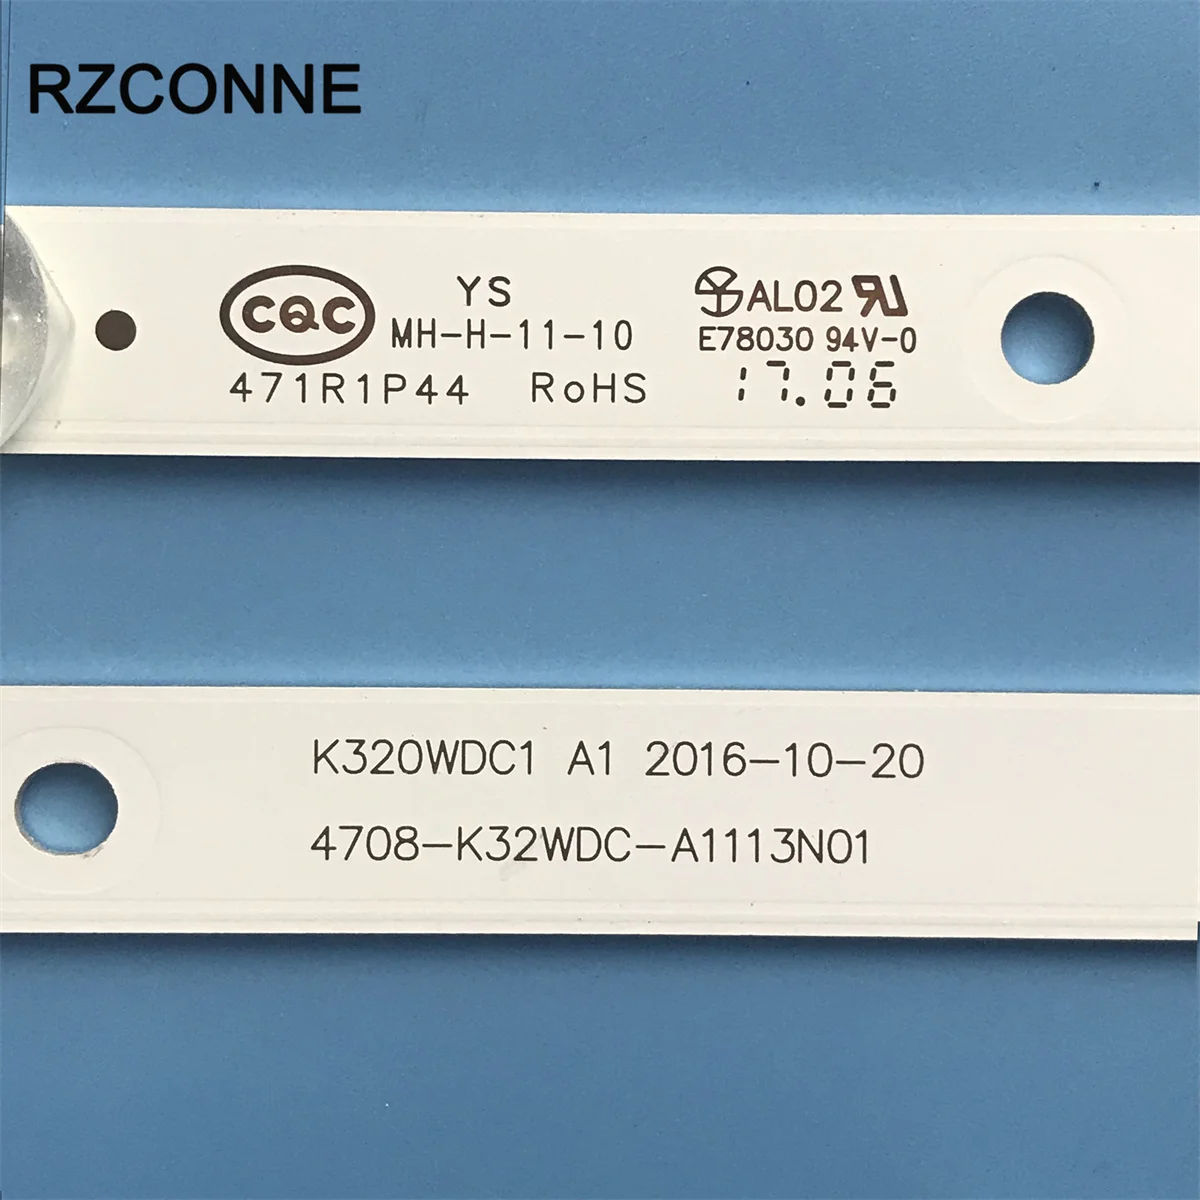 RZCONNE
CQC
YS
MH-H-11-10
471R1P44 RoHS
AL02 RU
E78030 94V-0
17.06
K320WDC1 A1 2016-10-20
4708-K32WDC-A1113N01